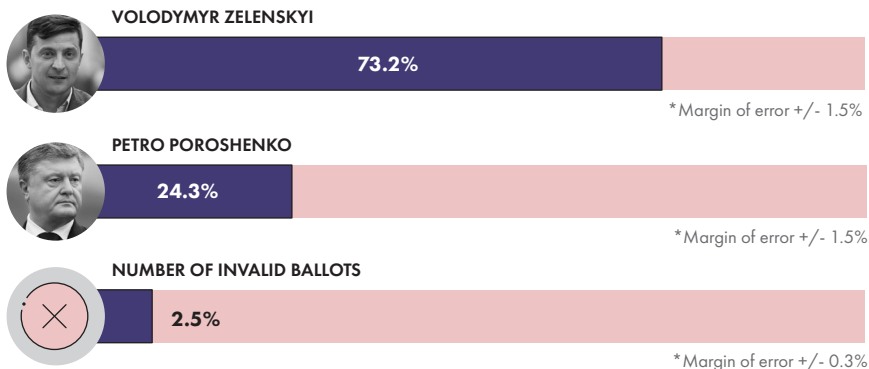 VOLODYMYR ZELENSKYI
73.2%
*Margin of error +/- 1.5%
PETRO POROSHENKO
24.3%
*Margin of error +/- 1.5%
NUMBER OF INVALID BALLOTS
2.5%
*Margin of error +/- 0.3%